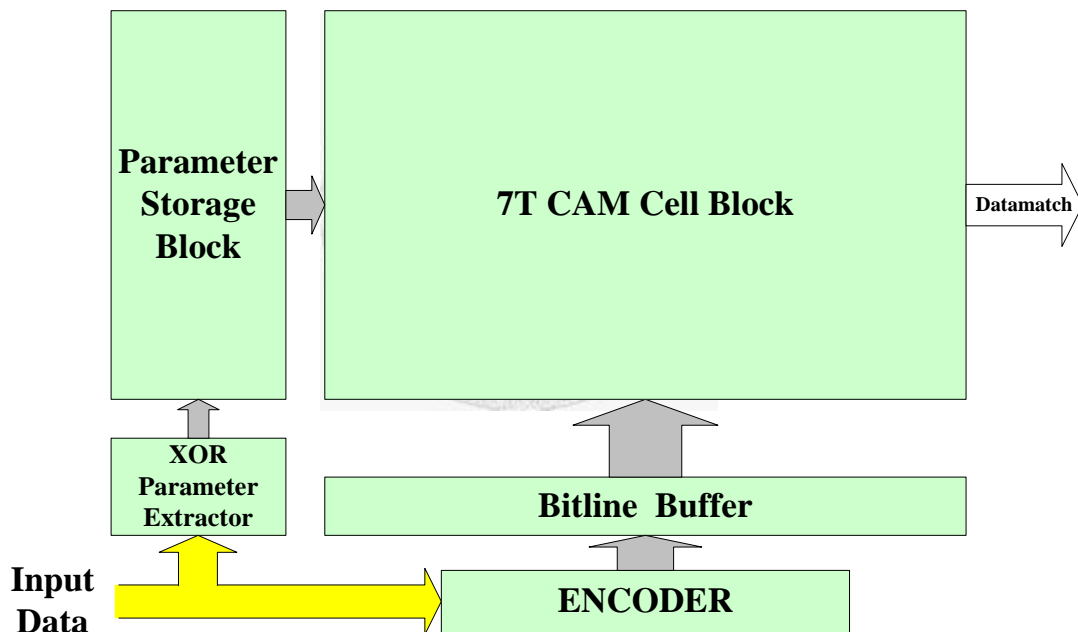 Parameter
Storage
Block
7T CAM Cell Block
Datamatch
XOR
Parameter
Extractor
Bitline Buffer
Input
Data
ENCODER